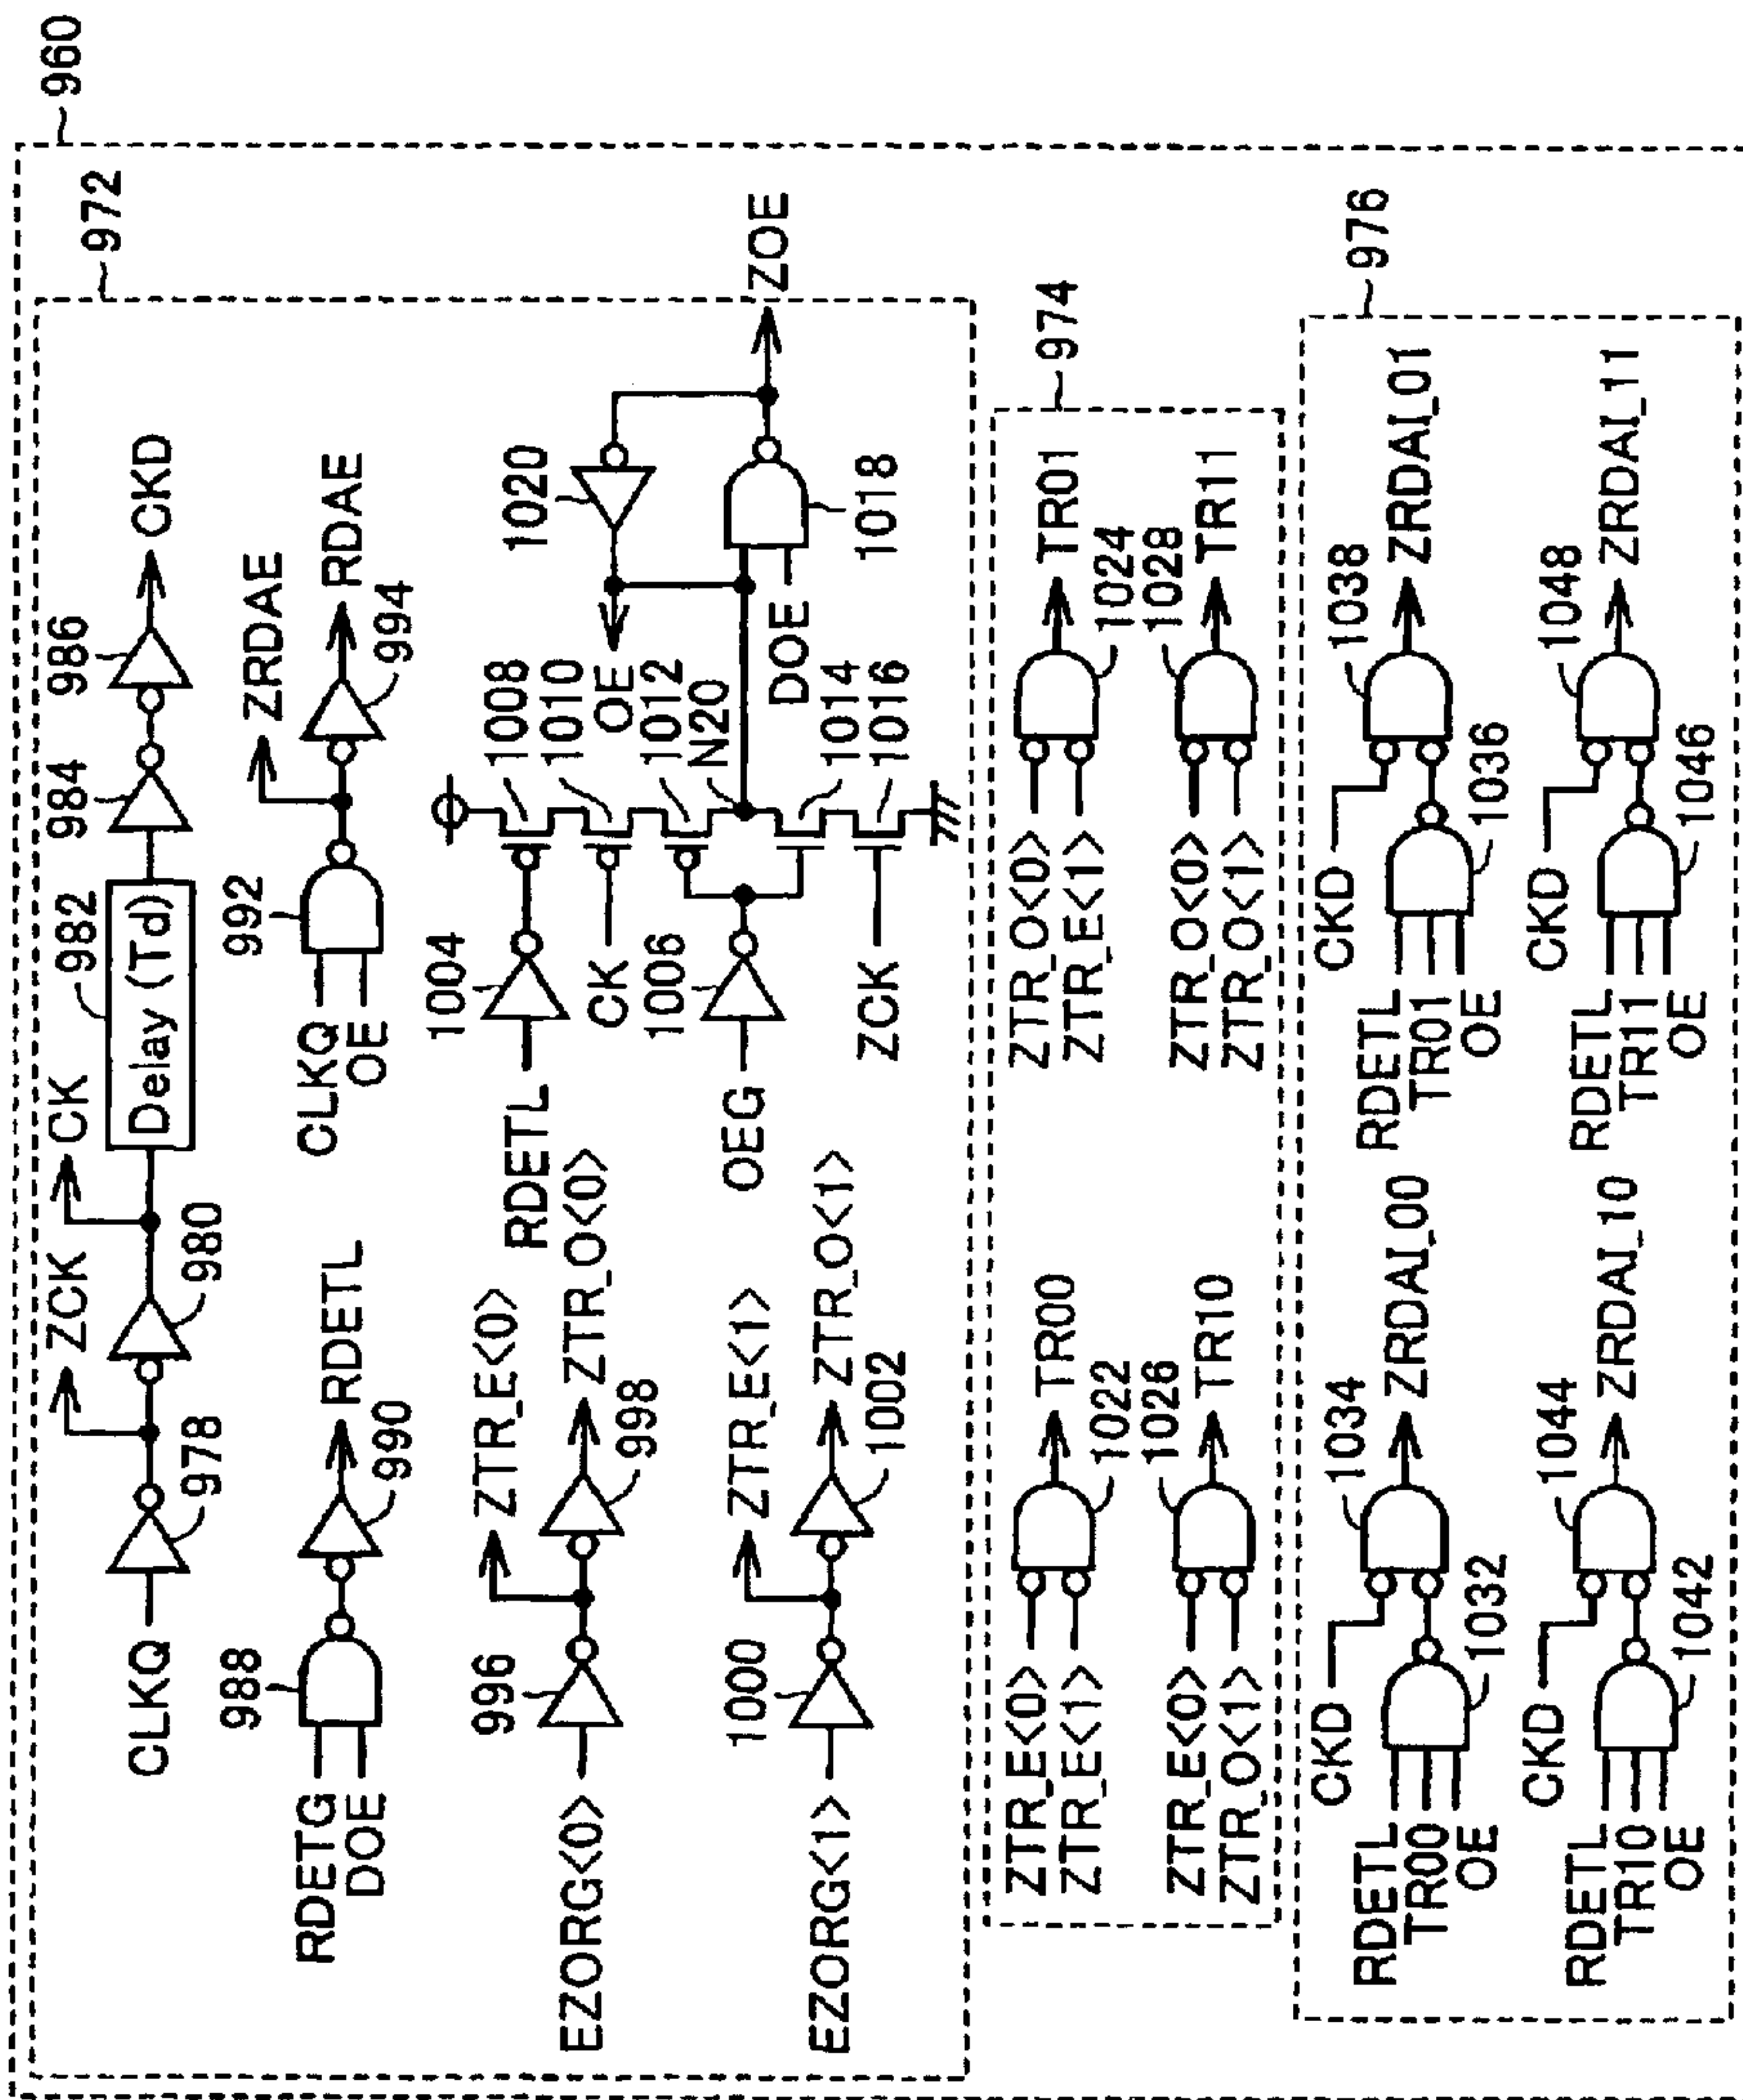 960
972
ZCK
CK
982
984
986
CLKQ
Delay (Td)
CKD
978
980
988
RDETG
DOE
RDETL
990
992
CLKQ
OE
ZRDAE
RDAE
994
ZTR_E<0>
996
EZORG<0>
ZTR_O<0>
998
ZTR_E<1>
1000
EZORG<1>
ZTR_O<1>
1002
1004
RDETL
CK
1006
OEG
ZCK
1008
1010
OE
1012
N20
DOE
1014
1016
1020
1018
ZOE
974
ZTR_E<0>
ZTR_E<1>
TR00
1022
ZTR_O<0>
ZTR_E<1>
TR01
1024
ZTR_E<0>
ZTR_O<1>
1026
TR10
ZTR_O<0>
ZTR_O<1>
1028
TR11
976
CKD
1034
RDETL
TR00
OE
ZRDAI_00
1032
CKD
1038
RDETL
TR01
OE
ZRDAI_01
1036
CKD
1044
RDETL
TR10
OE
ZRDAI_10
1042
CKD
1048
RDETL
TR11
OE
ZRDAI_11
1046